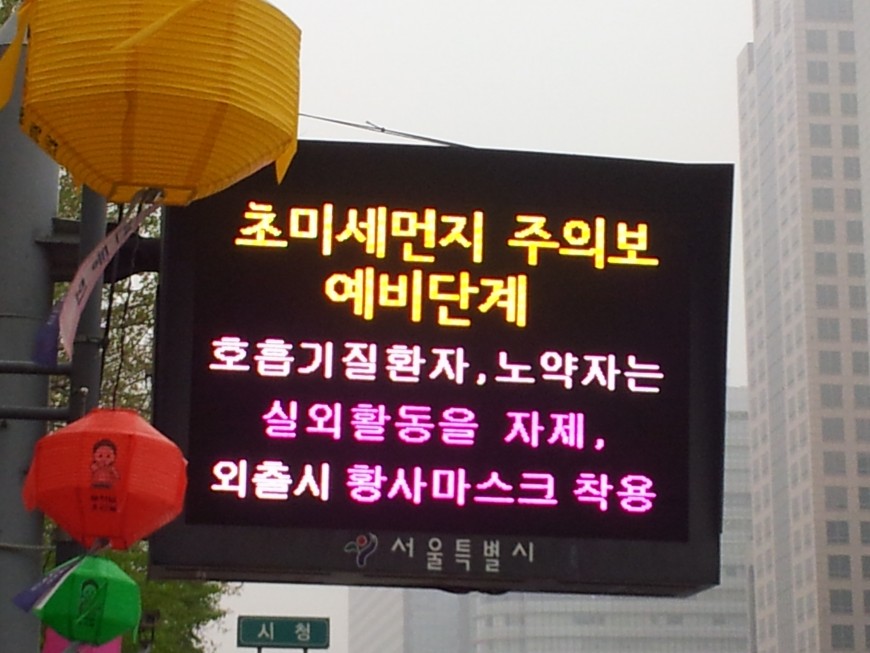 초미세먼지 주의보
예비단계
호흡기질환자,노약자는
실외활동을 자제,
외출시 황사마스크 착용
서울특별시
시청